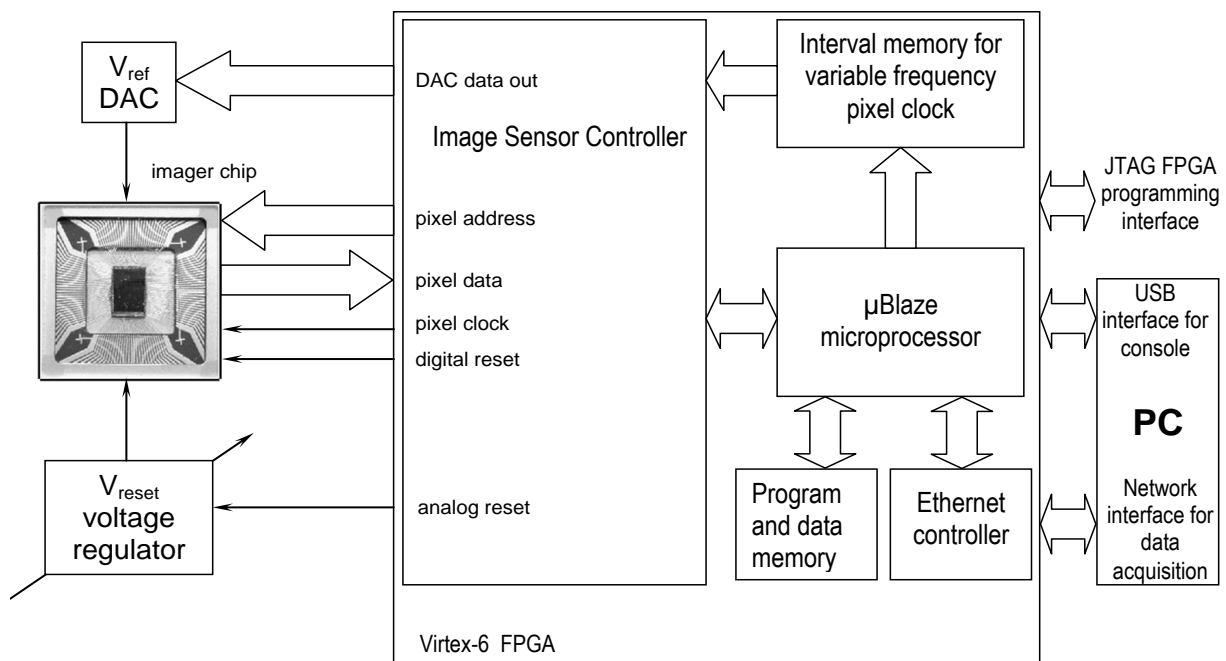 V_ref
DAC
imager chip
V_reset
voltage
regulator
DAC data out
Image Sensor Controller
pixel address
pixel data
pixel clock
digital reset
analog reset
Interval memory for
variable frequency
pixel clock
µBlaze
microprocessor
Program
and data
memory
Ethernet
controller
Virtex-6 FPGA
JTAG FPGA
programming
interface
USB
interface for
console
PC
Network
interface for
data
acquisition